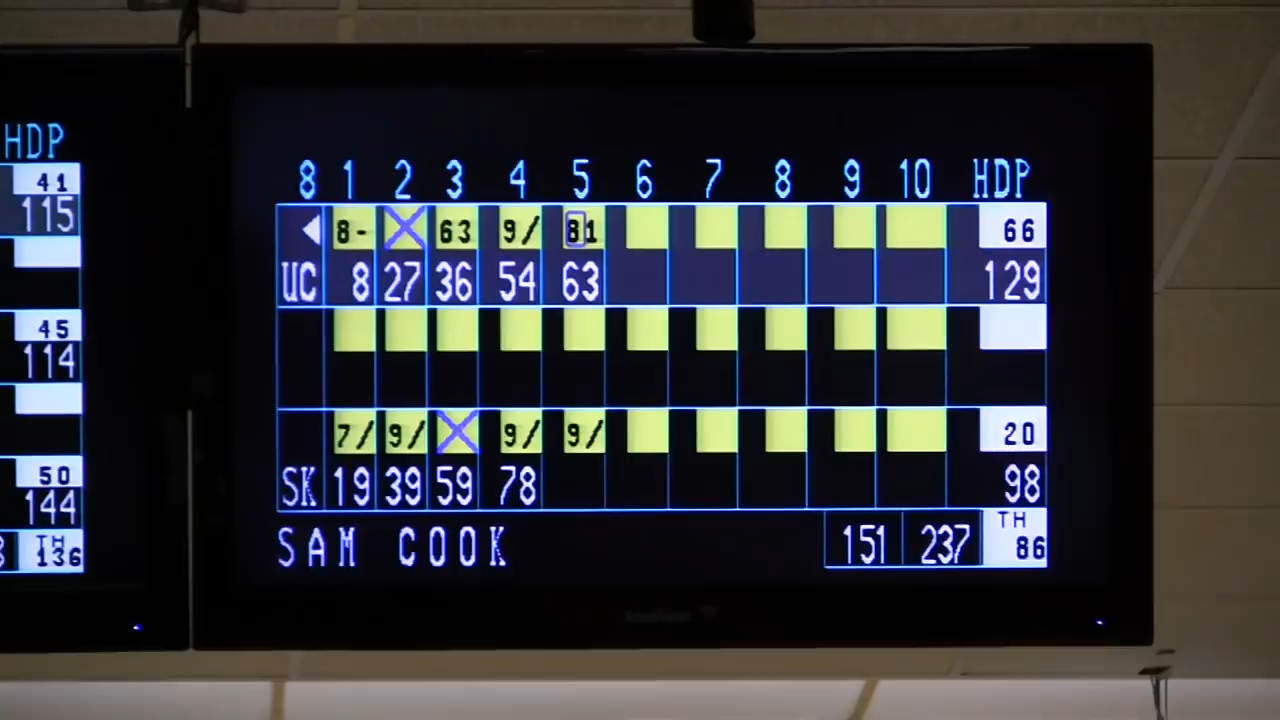 HDP
41
115
45
114
50
144
TH
136
8 1 2 3 4 5 6 7 8 9 10 HDP
8- X 63 9/ 81 66
UC 8 27 36 54 63 129
7/ 9/ X 9/ 9/ 20
SK 19 39 59 78 98
SAM COOK 151 237 TH 86